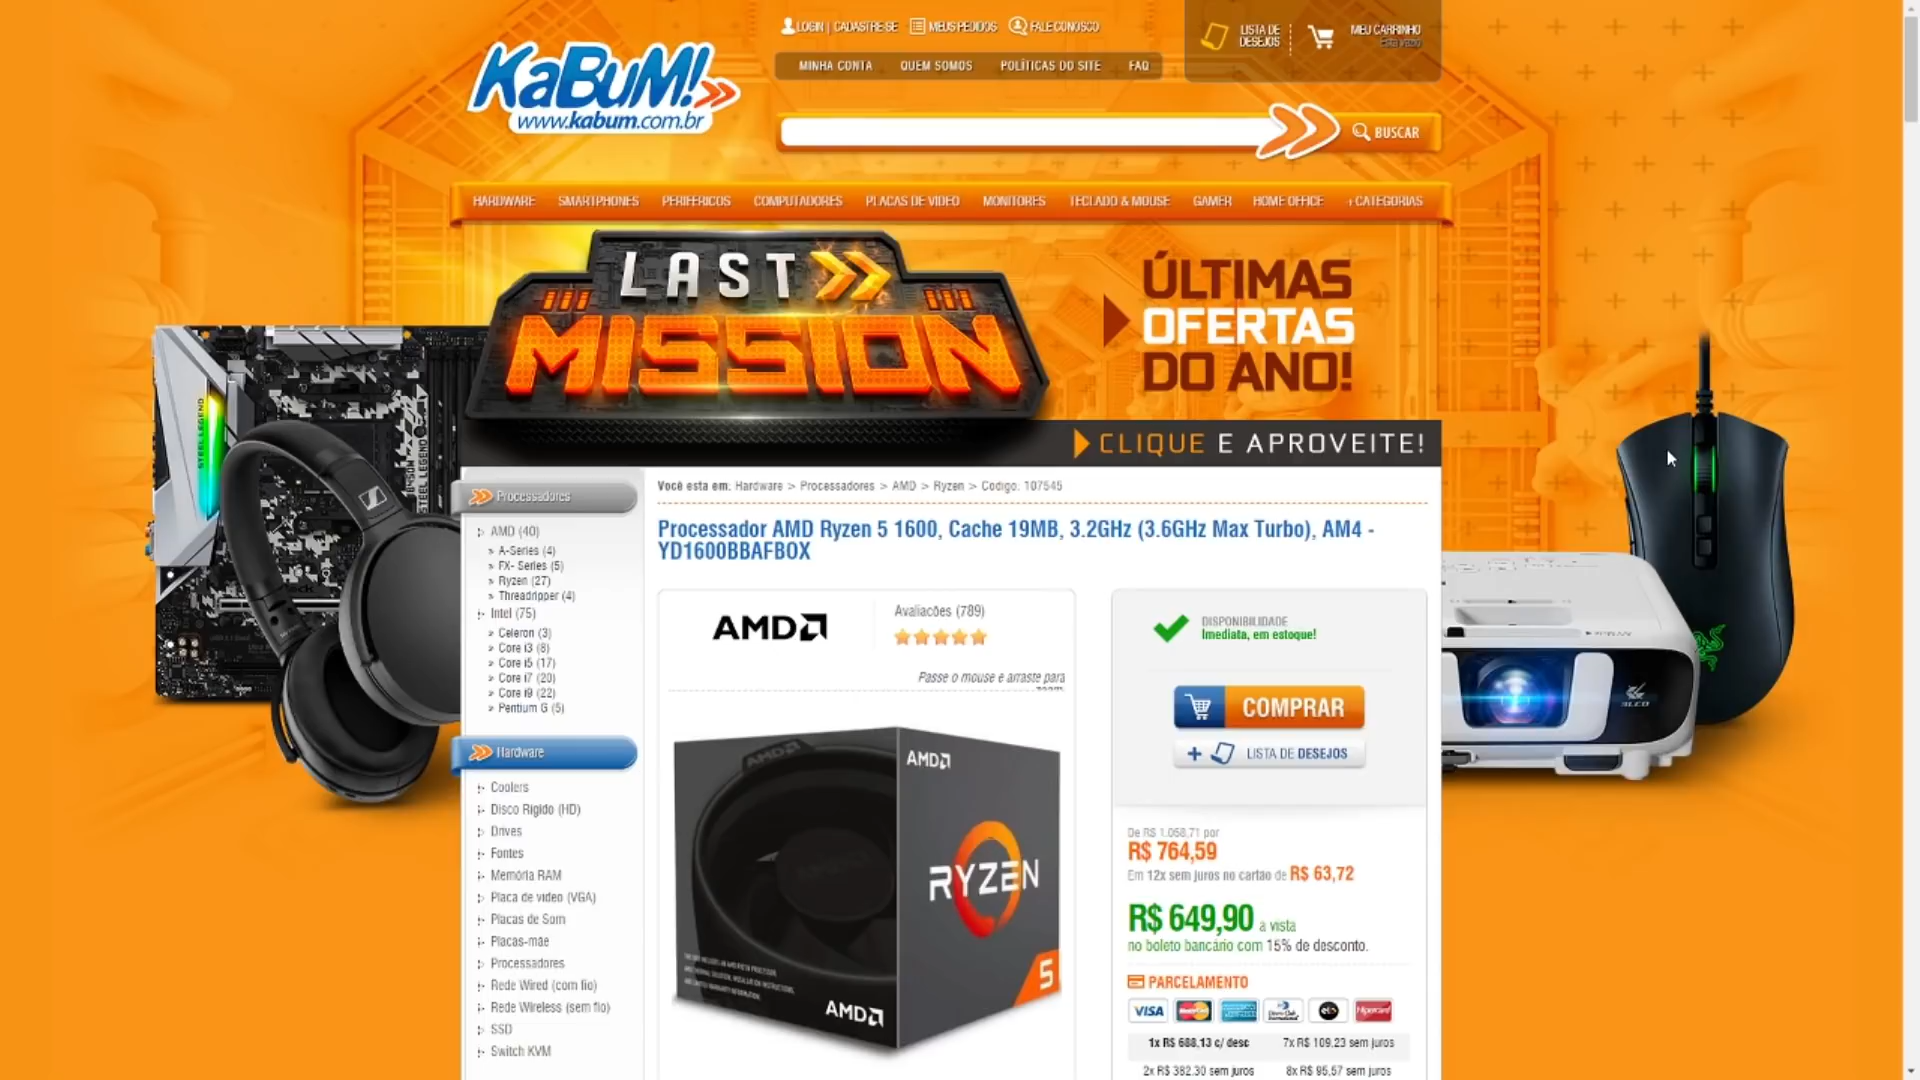 LOGIN | CADASTRE-SE MEUS PEDIDOS FALE CONOSCO
LISTA DE
DESEJOS
MEU CARRINHO
Está vazio
KaBuM!
www.kabum.com.br
MINHA CONTA QUEM SOMOS POLÍTICAS DO SITE FAQ
BUSCAR
HARDWARE SMARTPHONES PERIFÉRICOS COMPUTADORES PLACAS DE VÍDEO MONITORES TECLADO & MOUSE GAMER HOME OFFICE + CATEGORIAS
LAST
MISSION
ÚLTIMAS
OFERTAS
DO ANO!
CLIQUE E APROVEITE!
STEEL LEGEND
Processadores
AMD (40)
» A-Series (4)
» FX- Series (5)
» Ryzen (27)
» Threadripper (4)
Intel (75)
» Celeron (3)
» Core i3 (8)
» Core i5 (17)
» Core i7 (20)
» Core i9 (22)
» Pentium G (5)
Hardware
Coolers
Disco Rígido (HD)
Drives
Fontes
Memória RAM
Placa de vídeo (VGA)
Placas de Som
Placas-mãe
Processadores
Rede Wired (com fio)
Rede Wireless (sem fio)
SSD
Switch KVM
Você esta em: Hardware > Processadores > AMD > Ryzen > Código: 107545
Processador AMD Ryzen 5 1600, Cache 19MB, 3.2GHz (3.6GHz Max Turbo), AM4 -
YD1600BBAFBOX
AMD
Avaliacões (789)
Passe o mouse e arraste para
zoom
AMD
AMD
RYZEN
5
AMD
DISPONIBILIDADE
Imediata, em estoque!
COMPRAR
+ LISTA DE DESEJOS
De R$ 1.058,71 por
R$ 764,59
Em 12x sem juros no cartão de R$ 63,72
R$ 649,90 à vista
no boleto bancário com 15% de desconto.
PARCELAMENTO
VISA MasterCard elo Hipercard
1x R$ 688,13 c/ desc 7x R$ 109,23 sem juros
2x R$ 382,30 sem juros 8x R$ 95,57 sem juros